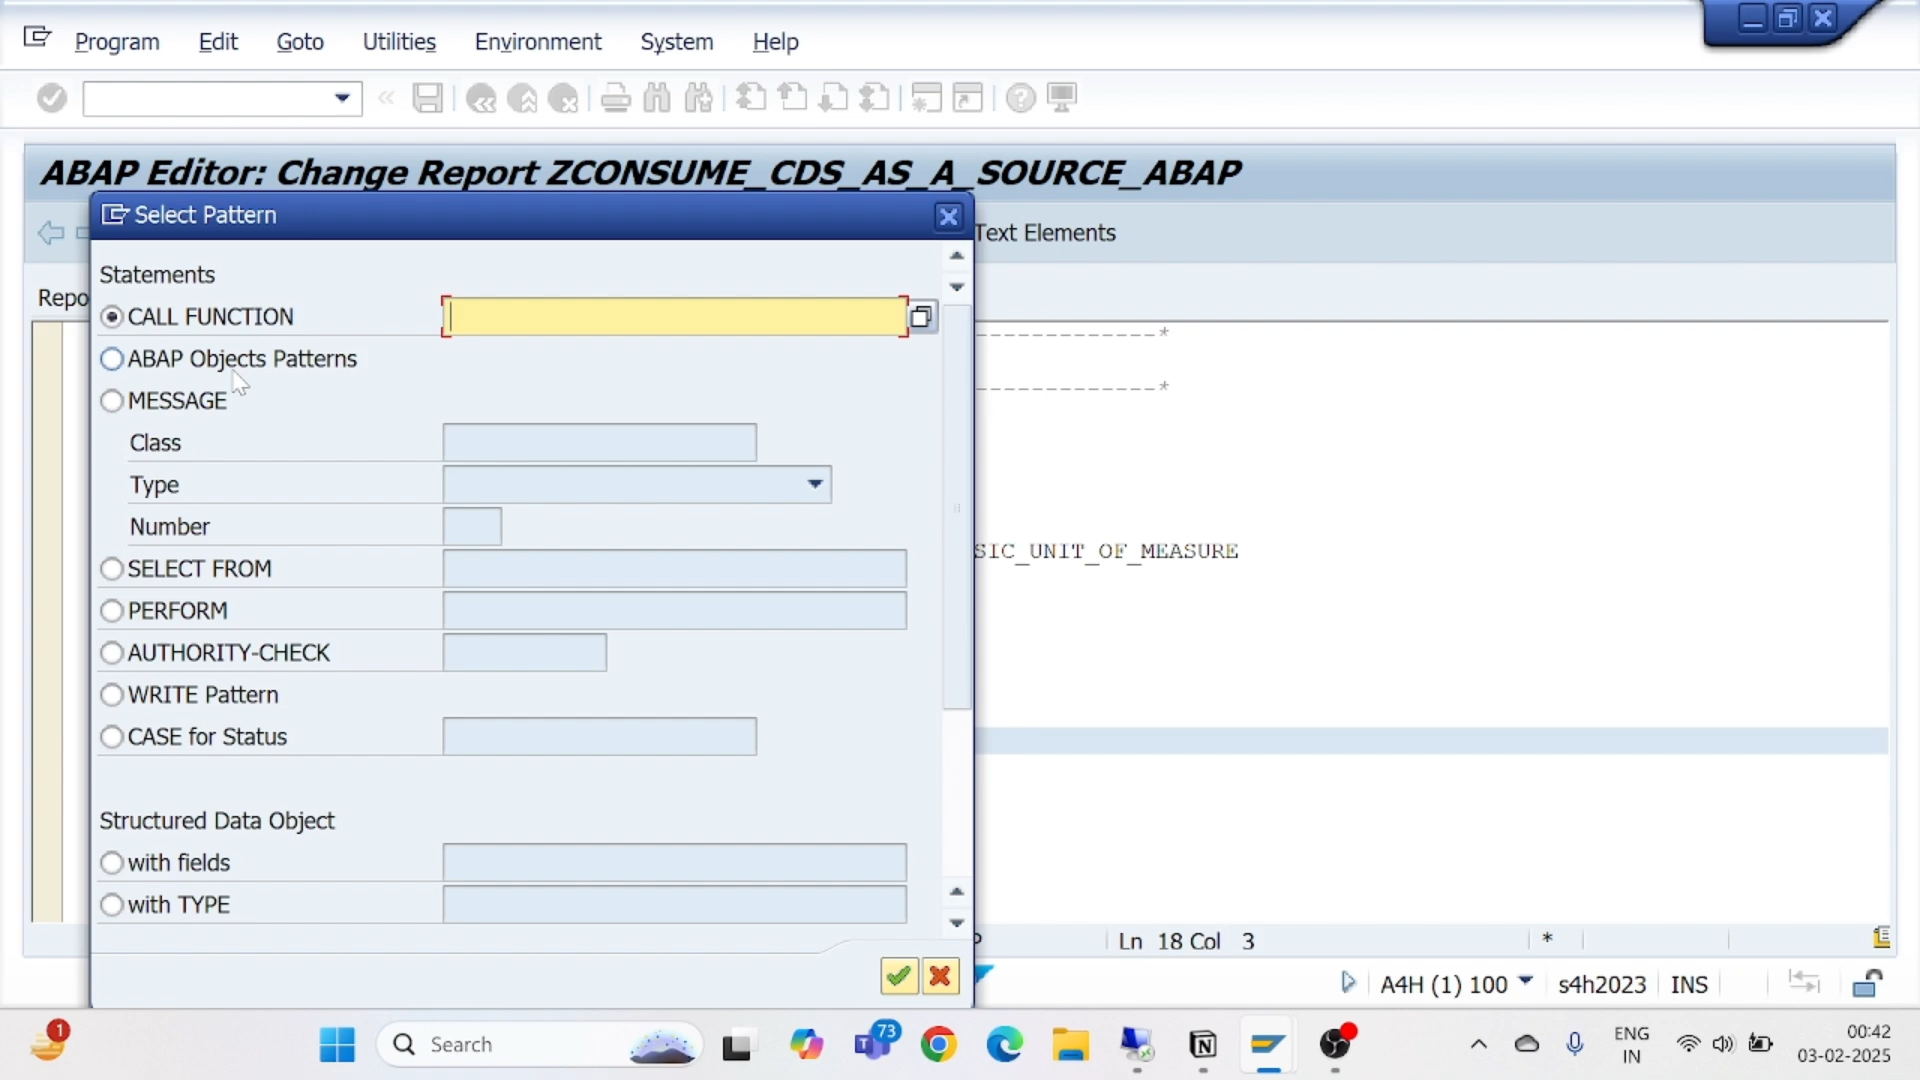 Program Edit Goto Utilities Environment System Help
ABAP Editor: Change Report ZCONSUME_CDS_AS_A_SOURCE_ABAP
Select Pattern
Text Elements
Statements
Repo
CALL FUNCTION
ABAP Objects Patterns
MESSAGE
Class
Type
Number
SIC_UNIT_OF_MEASURE
SELECT FROM
PERFORM
AUTHORITY-CHECK
WRITE Pattern
CASE for Status
Structured Data Object
with fields
with TYPE
Ln 18 Col 3 *
A4H (1) 100 s4h2023 INS
1
Search
73
ENG
IN
00:42
03-02-2025